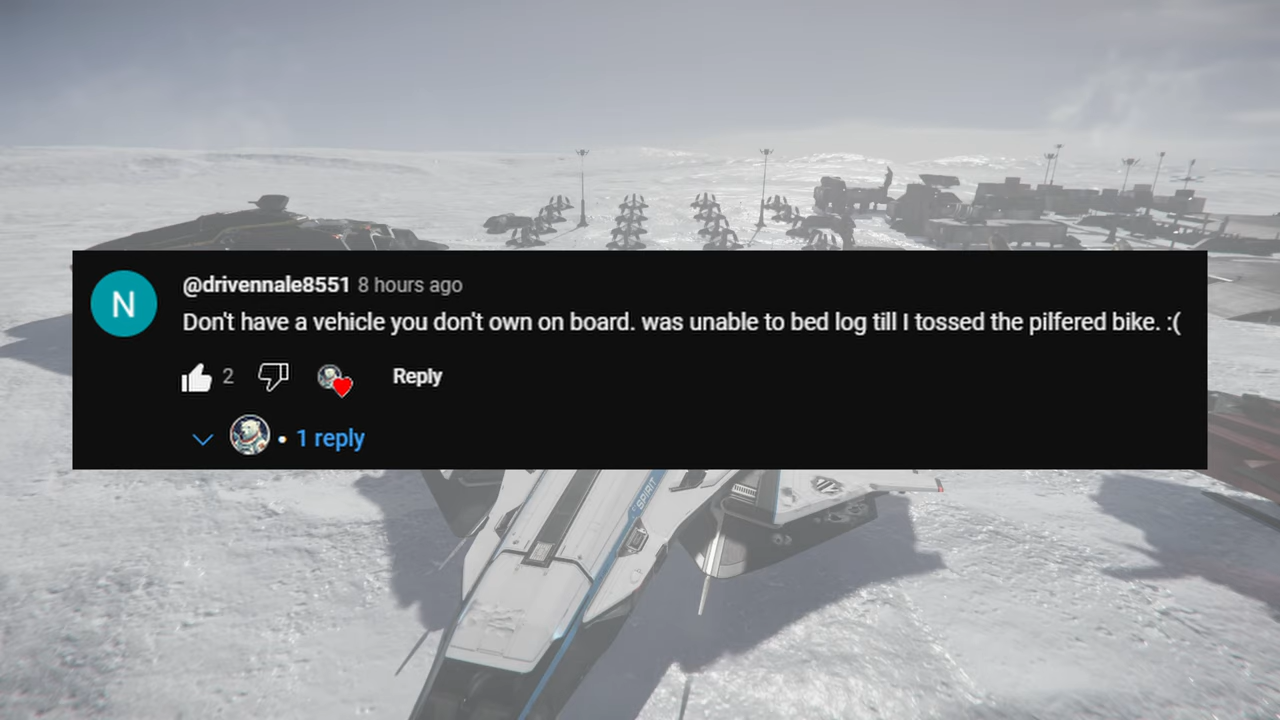 N
@drivennale8551 8 hours ago
Don't have a vehicle you don't own on board. was unable to bed log till I tossed the pilfered bike. :(
2
Reply
• 1 reply
SPIRIT